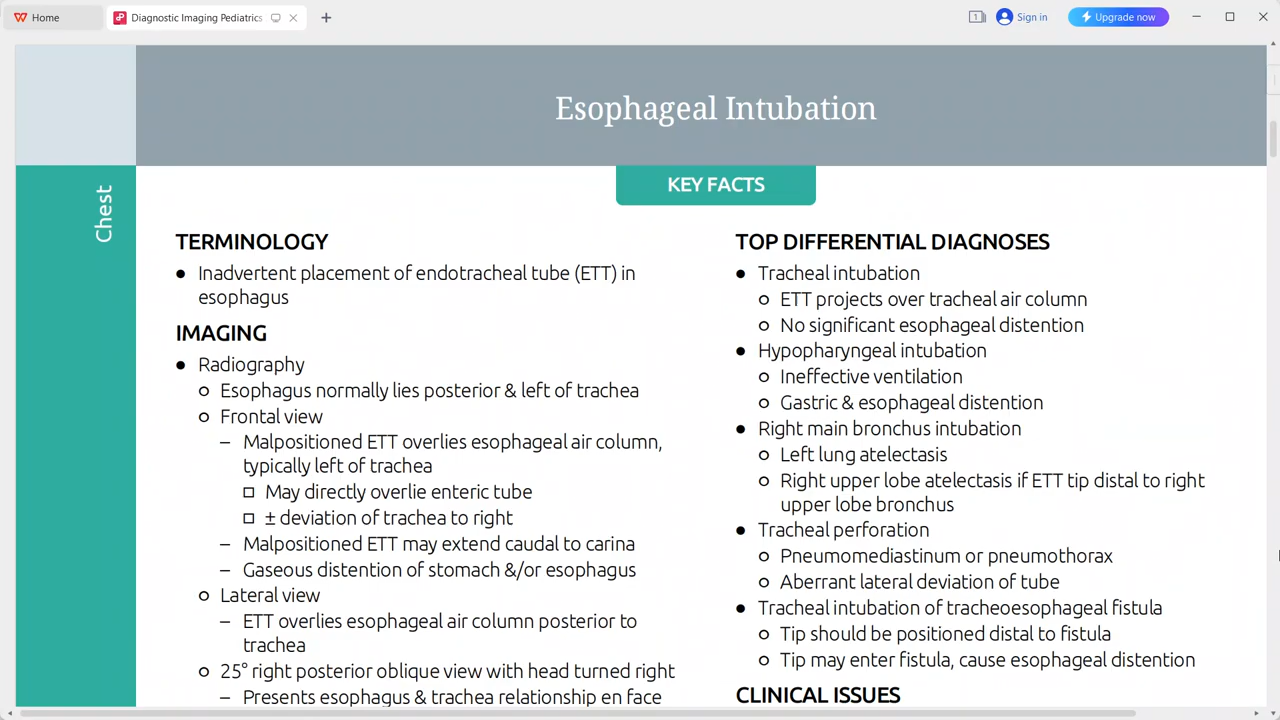 Home
Diagnostic Imaging Pediatrics
1
Sign in
Upgrade now
Esophageal Intubation
Chest
KEY FACTS
TERMINOLOGY
● Inadvertent placement of endotracheal tube (ETT) in
esophagus
IMAGING
● Radiography
○ Esophagus normally lies posterior & left of trachea
○ Frontal view
– Malpositioned ETT overlies esophageal air column,
typically left of trachea
□ May directly overlie enteric tube
□ ± deviation of trachea to right
– Malpositioned ETT may extend caudal to carina
– Gaseous distention of stomach &/or esophagus
○ Lateral view
– ETT overlies esophageal air column posterior to
trachea
○ 25° right posterior oblique view with head turned right
– Presents esophagus & trachea relationship en face
TOP DIFFERENTIAL DIAGNOSES
● Tracheal intubation
○ ETT projects over tracheal air column
○ No significant esophageal distention
● Hypopharyngeal intubation
○ Ineffective ventilation
○ Gastric & esophageal distention
● Right main bronchus intubation
○ Left lung atelectasis
○ Right upper lobe atelectasis if ETT tip distal to right
upper lobe bronchus
● Tracheal perforation
○ Pneumomediastinum or pneumothorax
○ Aberrant lateral deviation of tube
● Tracheal intubation of tracheoesophageal fistula
○ Tip should be positioned distal to fistula
○ Tip may enter fistula, cause esophageal distention
CLINICAL ISSUES